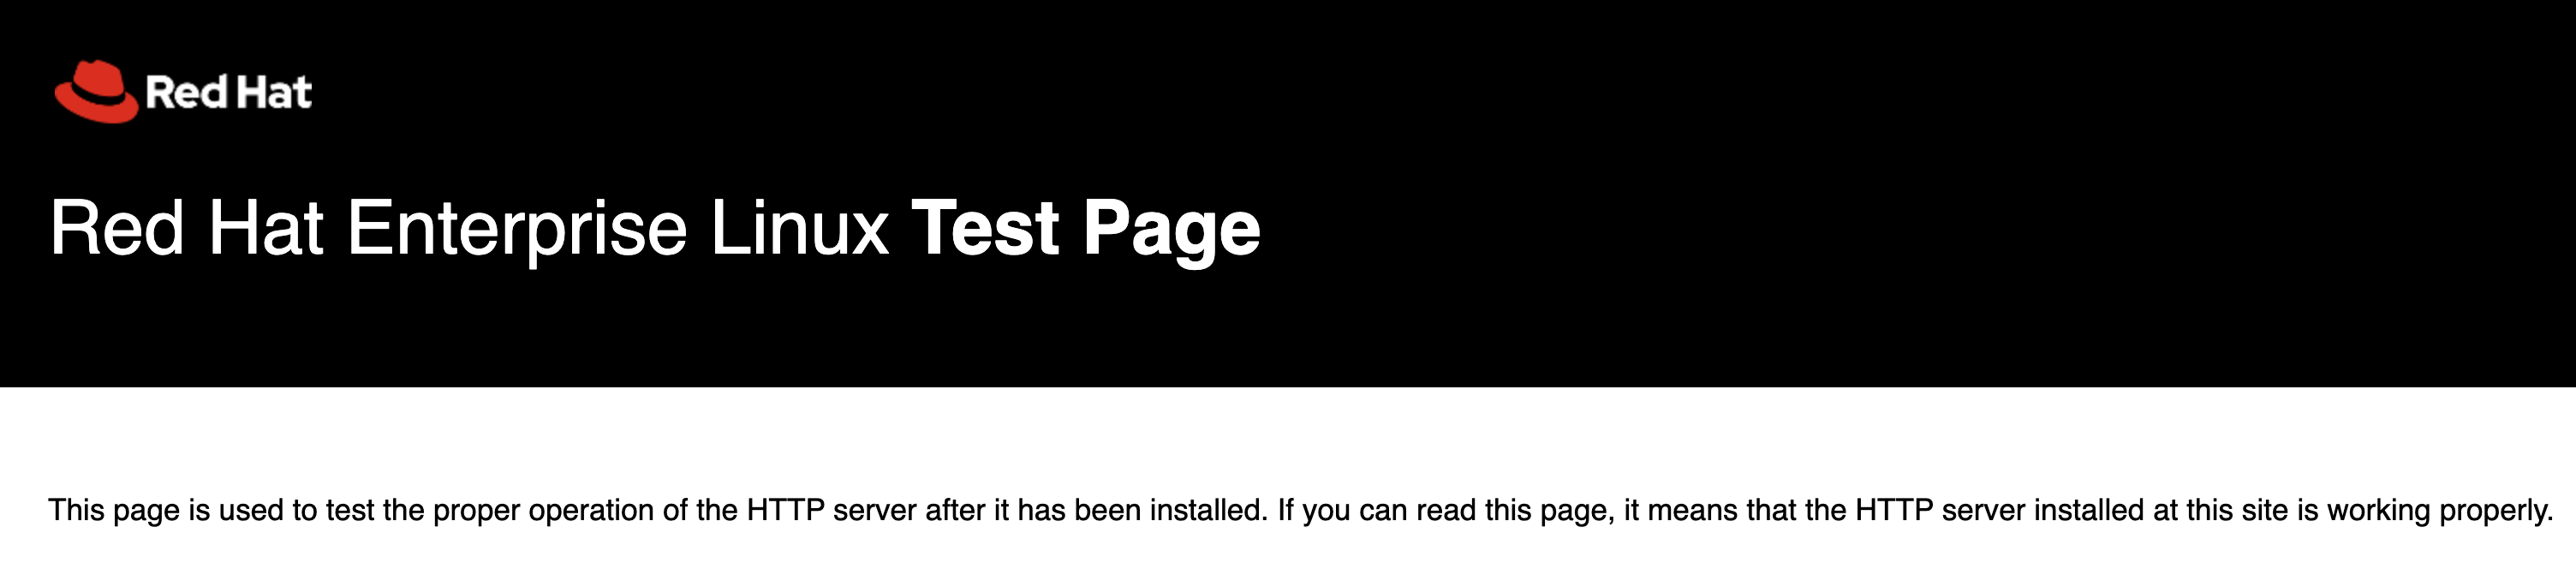 Red Hat
Red Hat Enterprise Linux Test Page
This page is used to test the proper operation of the HTTP server after it has been installed. If you can read this page, it means that the HTTP server installed at this site is working properly.